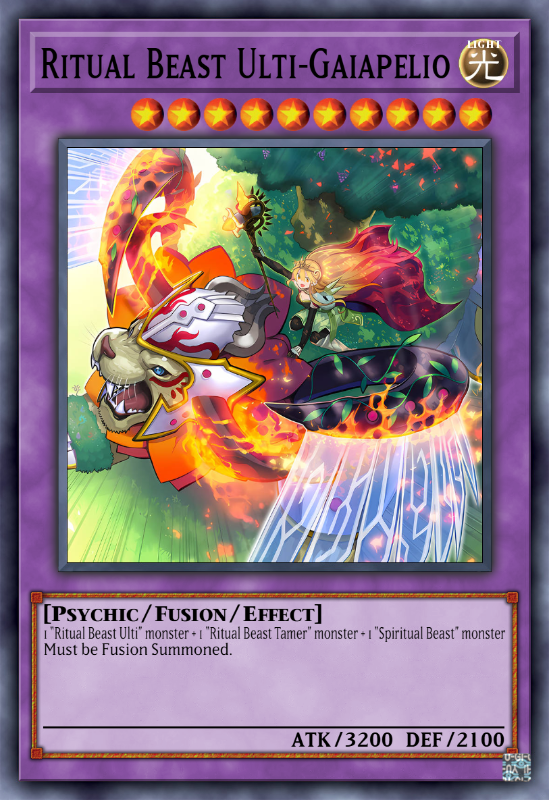 RITUAL BEAST ULTI-GAIAPELIO
LIGHT
光
[PSYCHIC/FUSION/EFFECT]
1 "Ritual Beast Ulti" monster + 1 "Ritual Beast Tamer" monster + 1 "Spiritual Beast" monster
Must be Fusion Summoned.
ATK/3200 DEF/2100